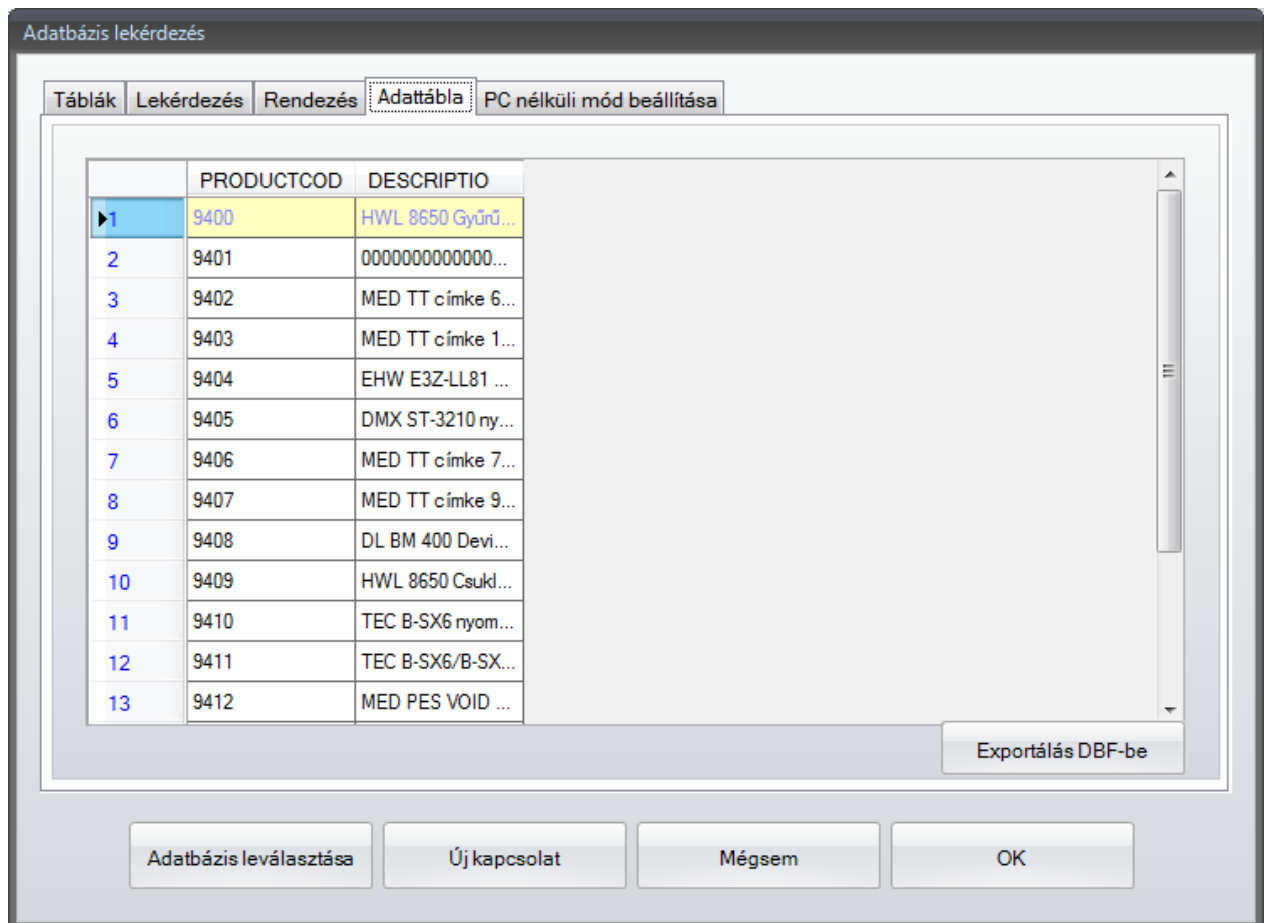 Adatbázis lekérdezés
Táblák Lekérdezés Rendezés Adattábla PC nélküli mód beállítása
PRODUCTCOD DESCRIPTIO
1 9400 HWL 8650 Gyűrű...
2 9401 0000000000000...
3 9402 MED TT címke 6...
4 9403 MED TT címke 1...
5 9404 EHW E3Z-LL81 ...
6 9405 DMX ST-3210 ny...
7 9406 MED TT címke 7...
8 9407 MED TT címke 9...
9 9408 DL BM 400 Devi...
10 9409 HWL 8650 Csukl...
11 9410 TEC B-SX6 nyom...
12 9411 TEC B-SX6/B-SX...
13 9412 MED PES VOID ...
Exportálás DBF-be
Adatbázis leválasztása Új kapcsolat Mégsem OK